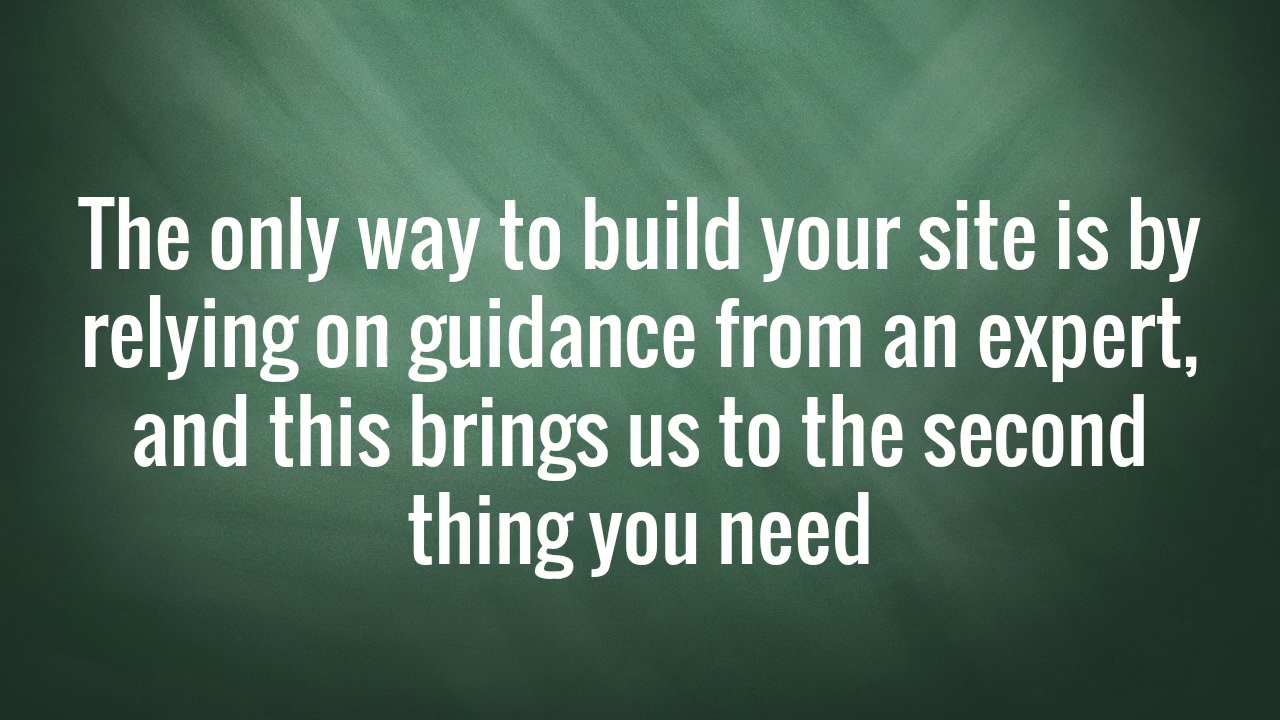 The only way to build your site is by
relying on guidance from an expert,
and this brings us to the second
thing you need